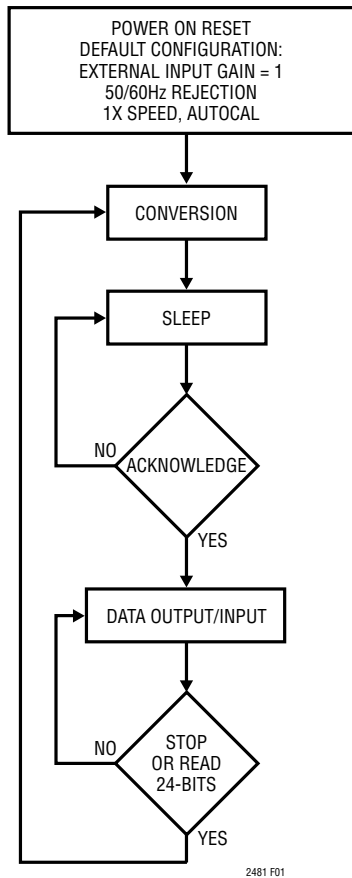 POWER ON RESET
DEFAULT CONFIGURATION:
EXTERNAL INPUT GAIN = 1
50/60Hz REJECTION
1X SPEED, AUTOCAL
CONVERSION
SLEEP
NO
ACKNOWLEDGE
YES
DATA OUTPUT/INPUT
NO
STOP
OR READ
24-BITS
YES
2481 F01